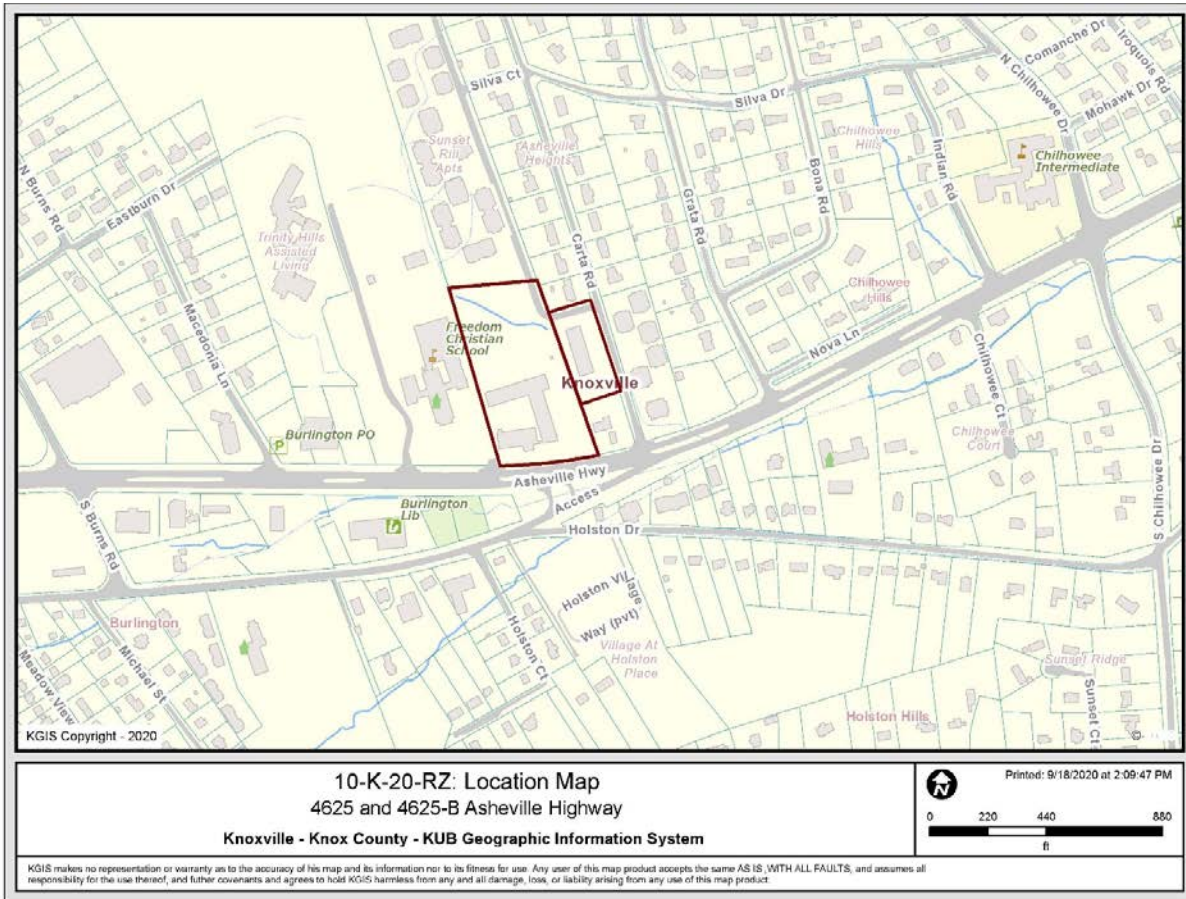 Comanche Dr
Iroquois Rd
N Chilhowee Dr
Mohawk Dr
Silva Ct
Silva Dr
Sunset
Rill
Apts
Asheville
Heights
Chilhowee
Hills
Indian Rd
Chilhowee
Intermediate
N Burns Rd
Eastburn Dr
Bona Rd
Grata Rd
Trinity Hills
Assisted
Living
Carta Rd
Chilhowee
Hills
Macedonia Ln
Freedom
Christian
School
Nova Ln
Knoxville
Chilhowee Ct
Chilhowee
Court
S Chilhowee Dr
P
Burlington PO
Asheville Hwy
Access
S Burns Rd
Burlington
Lib
Holston Dr
Holston Village
Way (pvt)
Holston Ct
Burlington
Michael St
Meadow View
Village At
Holston
Place
Sunset Ridge
Sunset Ct
Holston Hills
KGIS Copyright - 2020
©
10-K-20-RZ: Location Map
4625 and 4625-B Asheville Highway
Knoxville - Knox County - KUB Geographic Information System
N
Printed: 9/18/2020 at 2:09:47 PM
0 220 440 880
ft
KGIS makes no representation or warranty as to the accuracy of his map and its information nor to its fitness for use. Any user of this map product accepts the same AS IS ,WITH ALL FAULTS, and assumes all
responsibility for the use thereof, and futher covenants and agrees to hold KGIS harmless from any and all damage, loss, or liability arising from any use of this map product.